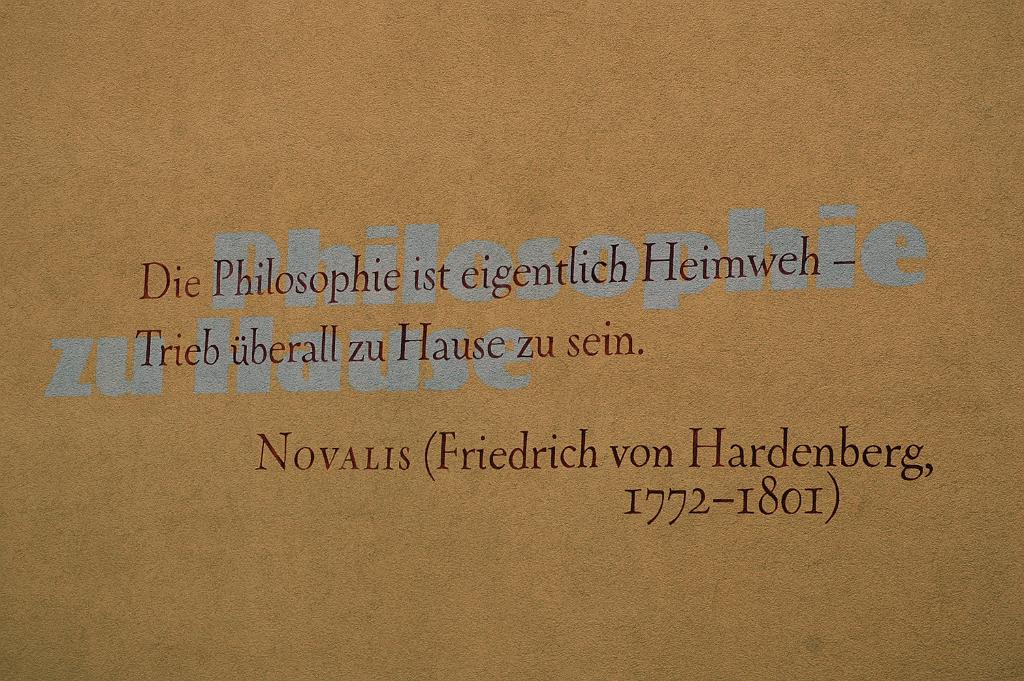 Philosophie
zu Hause
Die Philosophie ist eigentlich Heimweh –
Trieb überall zu Hause zu sein.
NOVALIS (Friedrich von Hardenberg,
1772–1801)